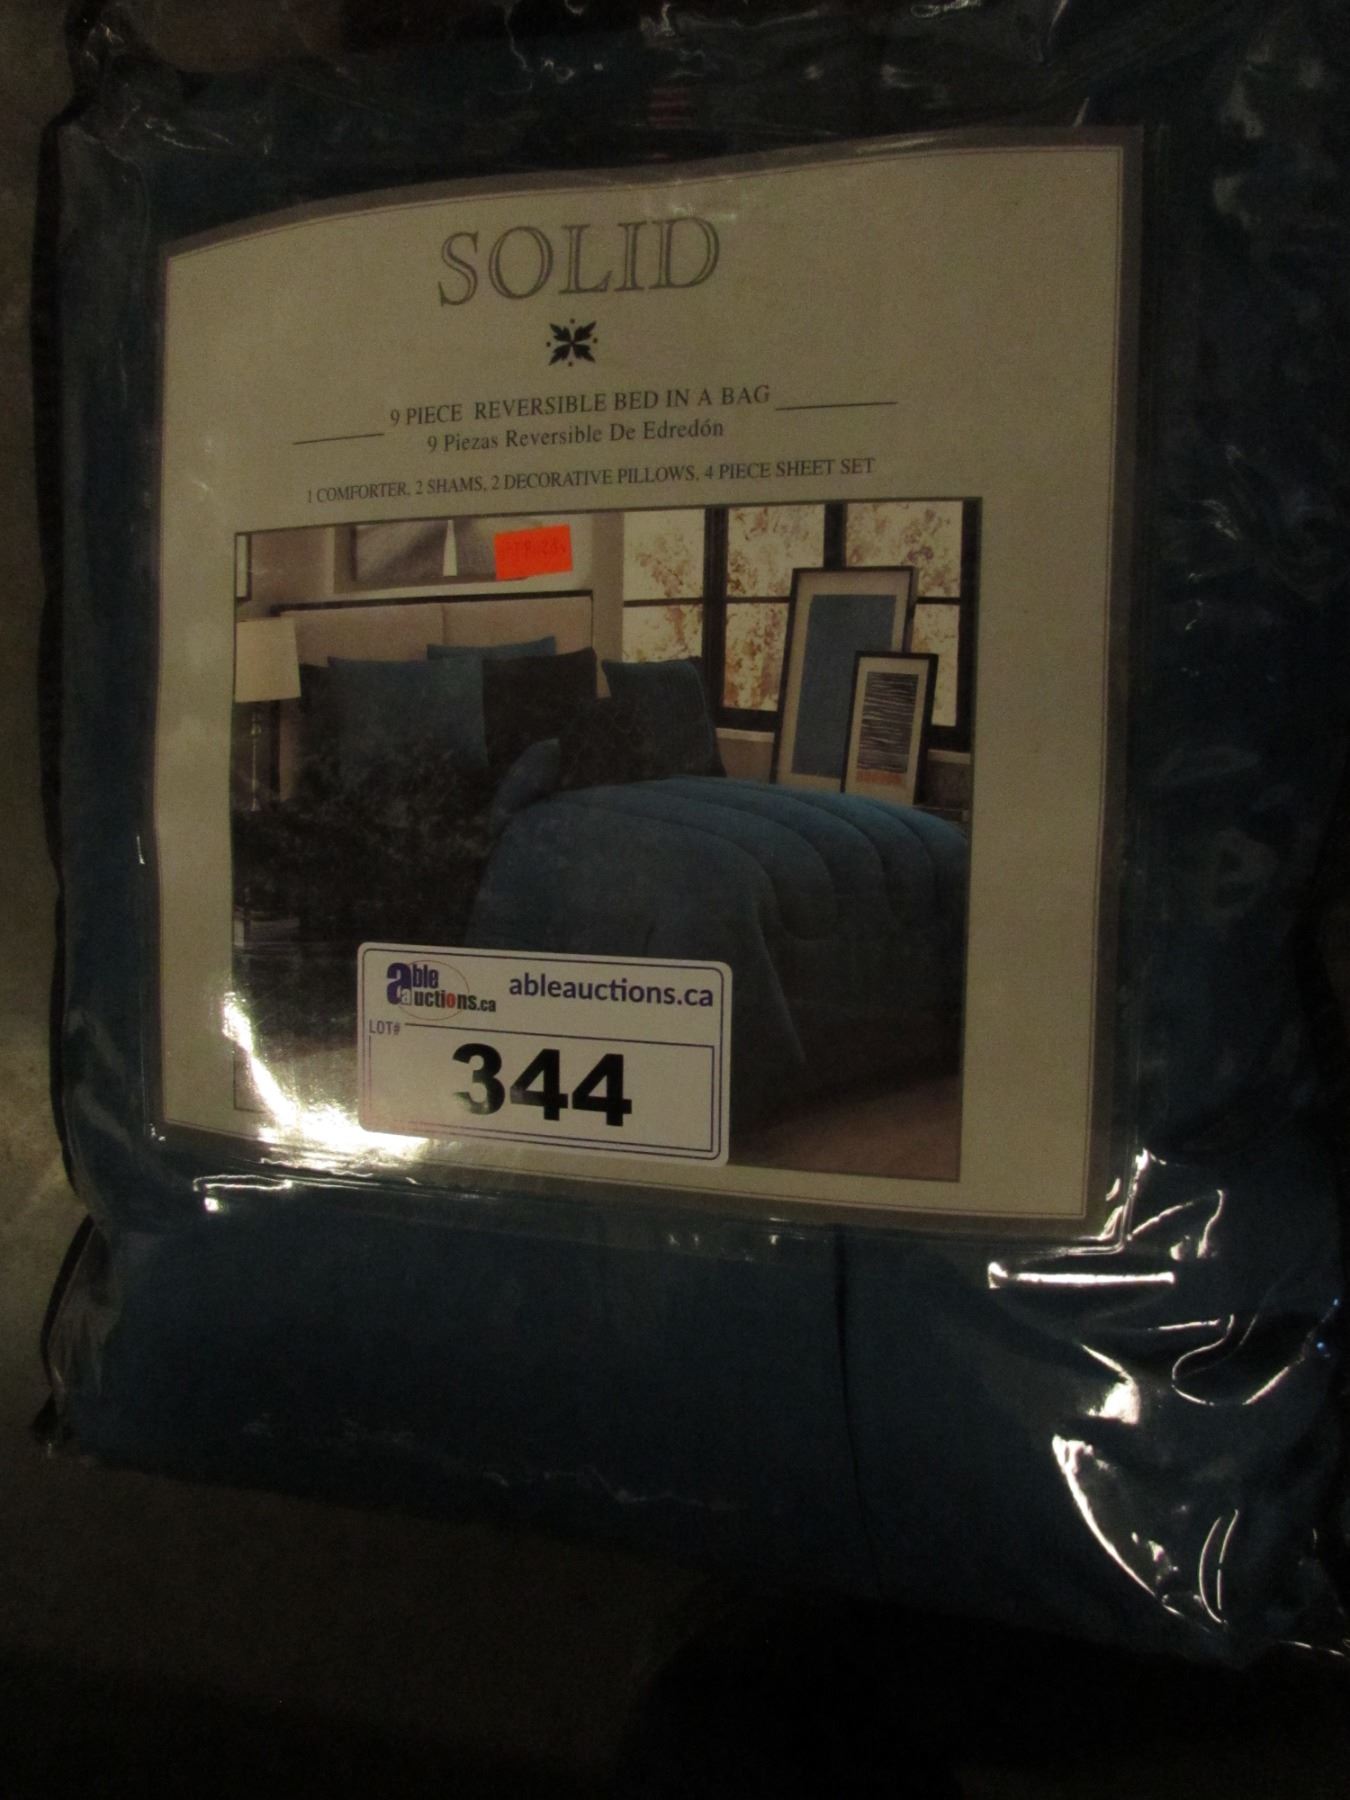 SOLID
9 PIECE REVERSIBLE BED IN A BAG
9 Piezas Reversible De Edredón
1 COMFORTER, 2 SHAMS, 2 DECORATIVE PILLOWS, 4 PIECE SHEET SET
able auctions.ca
ableauctions.ca
LOT#
344